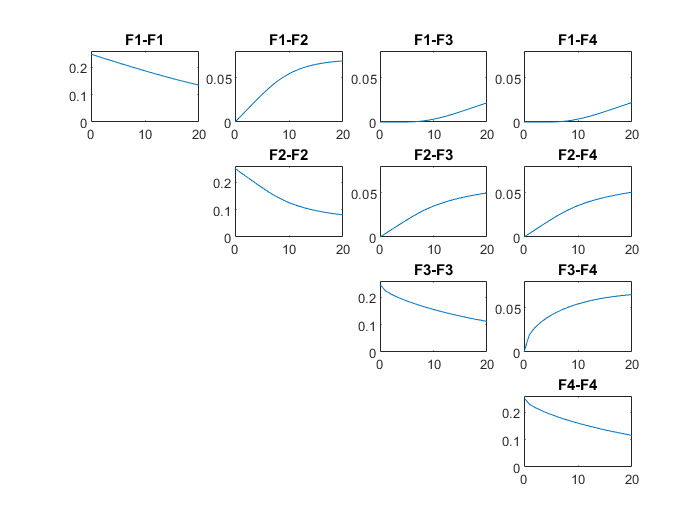 F1-F1 F1-F2 F1-F3 F1-F4
0.2 0.1 0 0.05 0 0.05 0 0.05 0
0 10 20 0 10 20 0 10 20 0 10 20
F2-F2 F2-F3 F2-F4
0.2 0.1 0 0.05 0 0.05 0
0 10 20 0 10 20 0 10 20
F3-F3 F3-F4
0.2 0.1 0 0.05 0
0 10 20 0 10 20
F4-F4
0.2 0.1 0
0 10 20